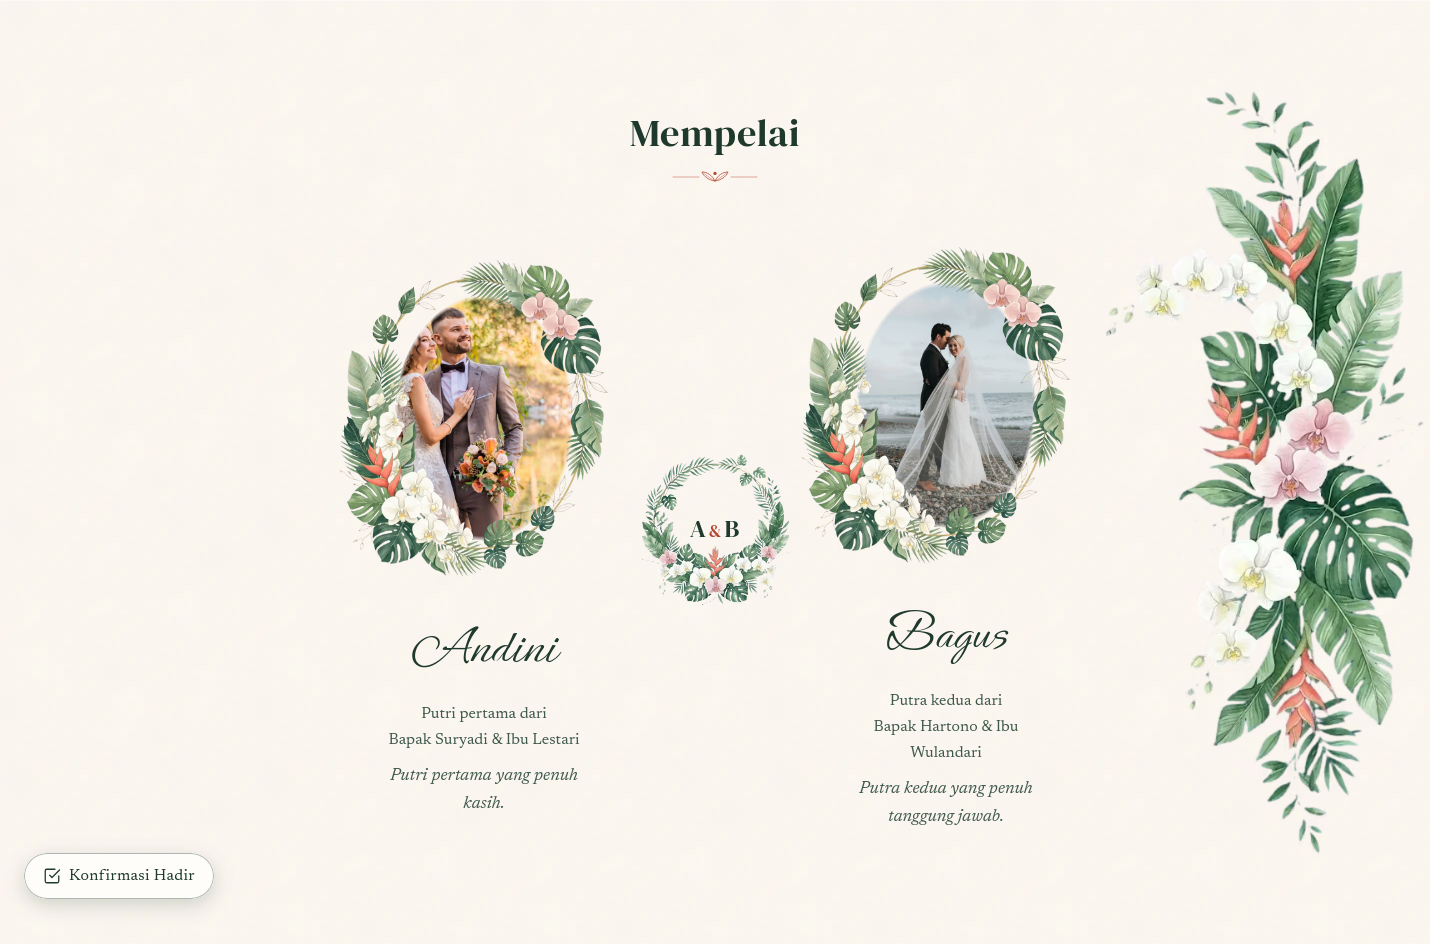 Mempelai
A & B
Andini
Putri pertama dari
Bapak Suryadi & Ibu Lestari
Putri pertama yang penuh
kasih.
Bagus
Putra kedua dari
Bapak Hartono & Ibu
Wulandari
Putra kedua yang penuh
tanggung jawab.
Konfirmasi Hadir